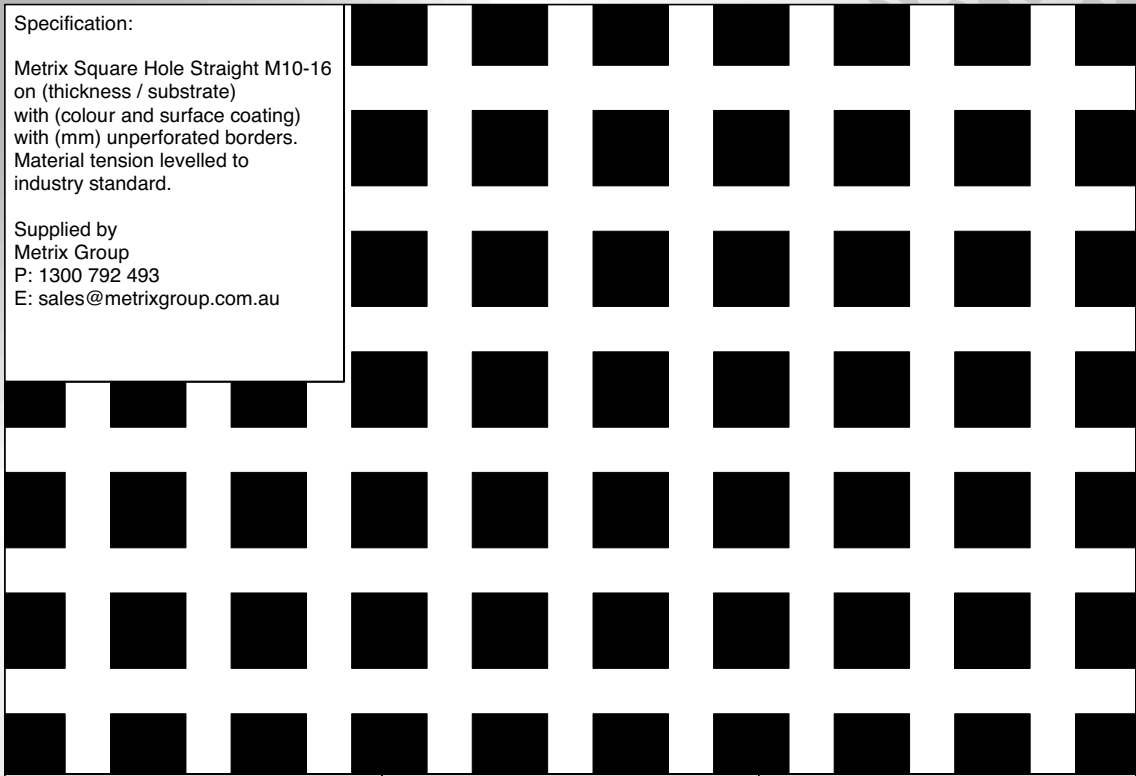 Specification:
Metrix Square Hole Straight M10-16
on (thickness / substrate)
with (colour and surface coating)
with (mm) unperforated borders.
Material tension levelled to
industry standard.
Supplied by
Metrix Group
P: 1300 792 493
E: sales@metrixgroup.com.au